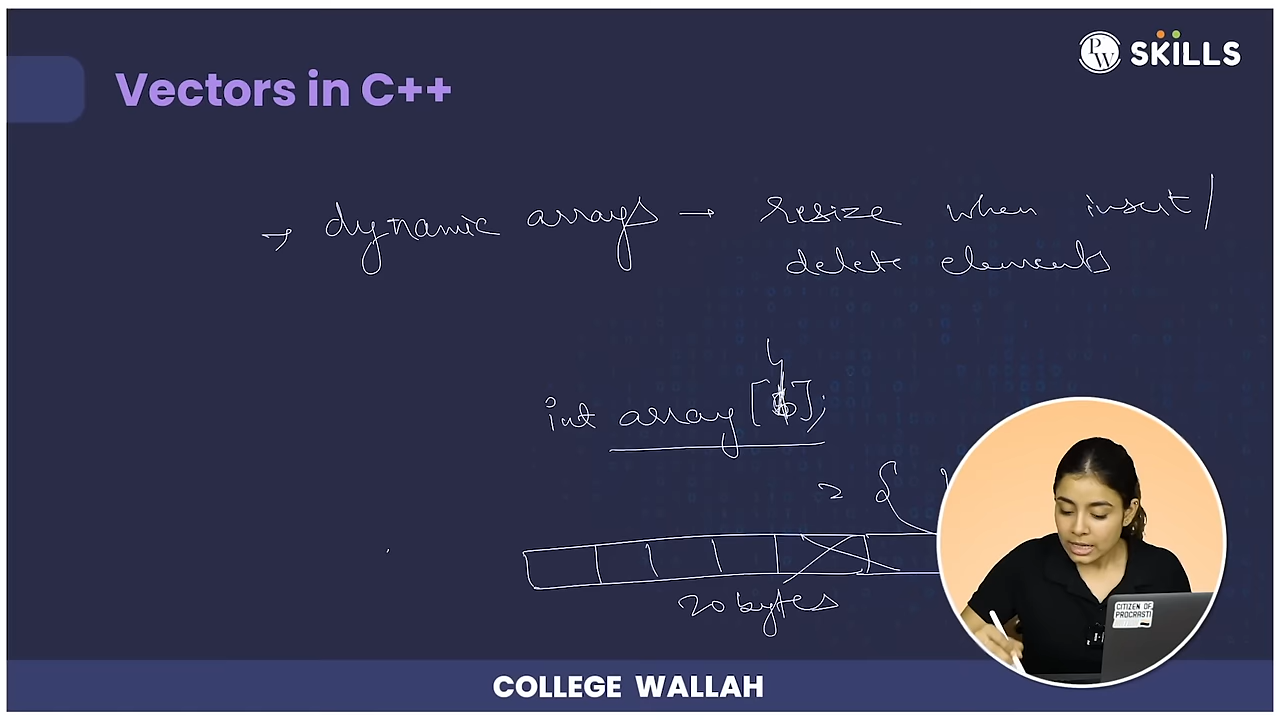 PW SKILLS
Vectors in C++
→ dynamic arrays → resize when insert/
delete elements
int array [5];
= {
20 bytes
CITIZEN OF
PROCRASTI
COLLEGE WALLAH